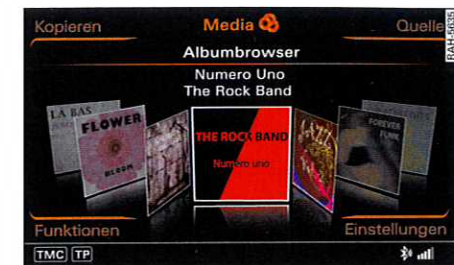 Kopieren
Media
Quelle
Albumbrowser
Numero Uno
The Rock Band
LA BAS
FLOWER
BLOOM
THE ROCK BAND
Numero uno
JAZZ
FOREVER
FUNK
Funktionen
Einstellungen
TMC TP
RAH-5635